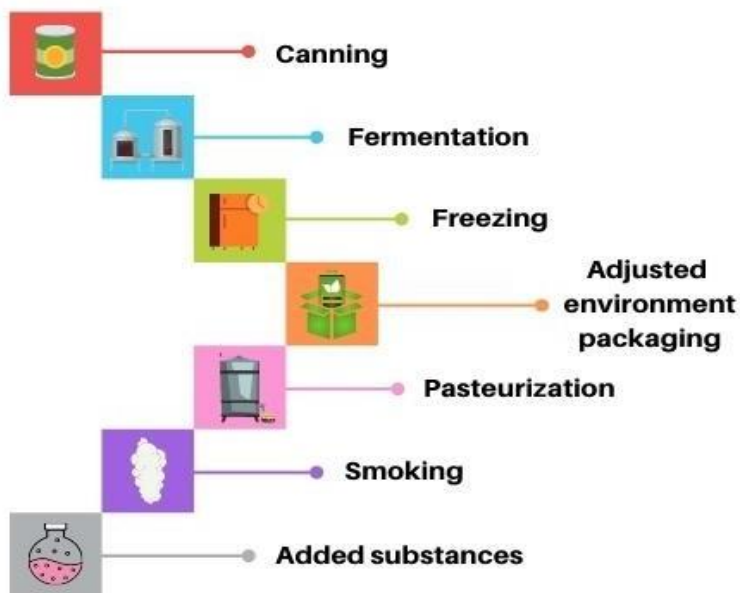 Canning
Fermentation
Freezing
Adjusted
environment
packaging
Pasteurization
Smoking
Added substances